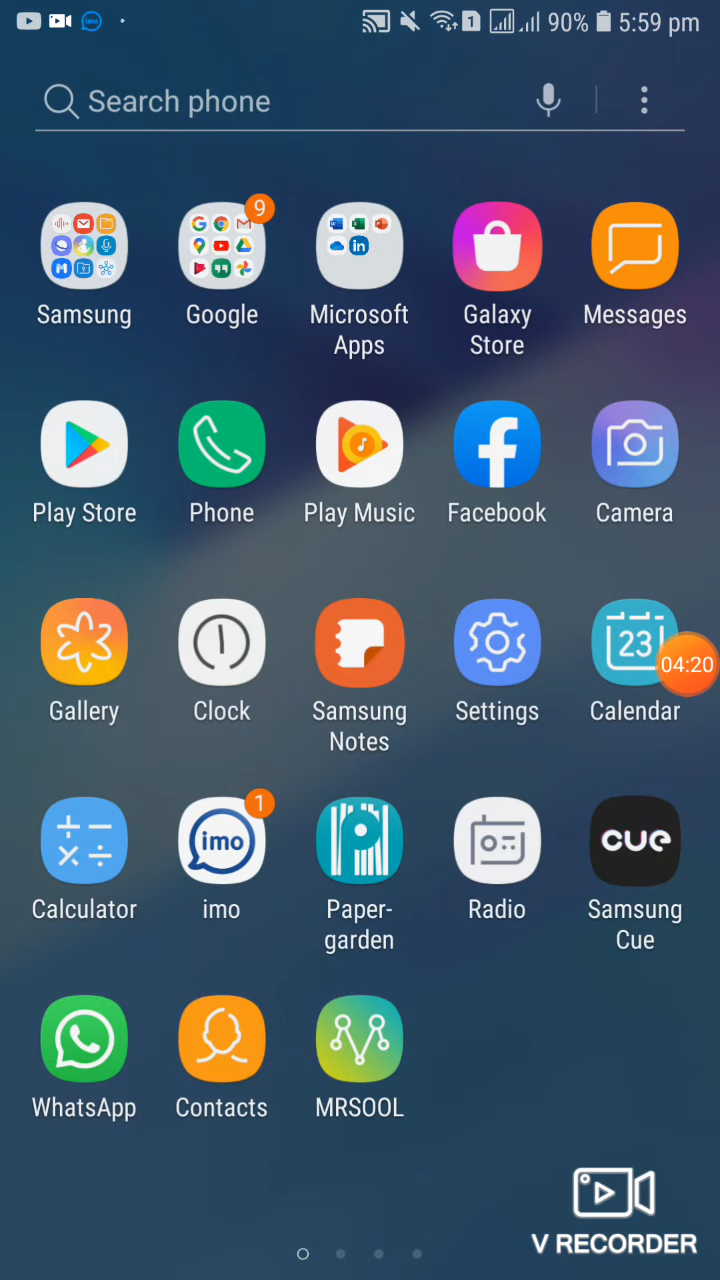 imo 1 90% 5:59 pm
Search phone
9
Samsung Google Microsoft Apps Galaxy Store Messages
Play Store Phone Play Music Facebook Camera
23
04:20
Gallery Clock Samsung Notes Settings Calendar
1
imo
cue
Calculator imo Paper-garden Radio Samsung Cue
WhatsApp Contacts MRSOOL
V RECORDER